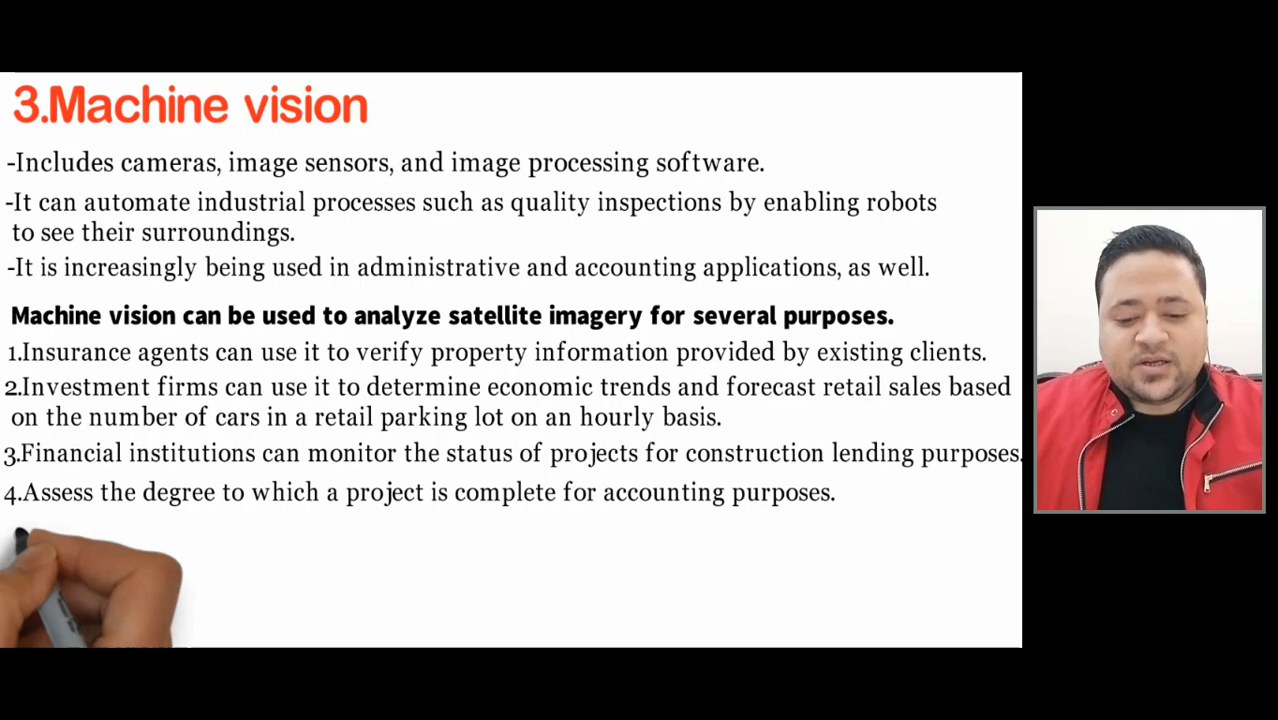 3.Machine vision
-Includes cameras, image sensors, and image processing software.
-It can automate industrial processes such as quality inspections by enabling robots
to see their surroundings.
-It is increasingly being used in administrative and accounting applications, as well.
Machine vision can be used to analyze satellite imagery for several purposes.
1.Insurance agents can use it to verify property information provided by existing clients.
2.Investment firms can use it to determine economic trends and forecast retail sales based
on the number of cars in a retail parking lot on an hourly basis.
3.Financial institutions can monitor the status of projects for construction lending purposes.
4.Assess the degree to which a project is complete for accounting purposes.